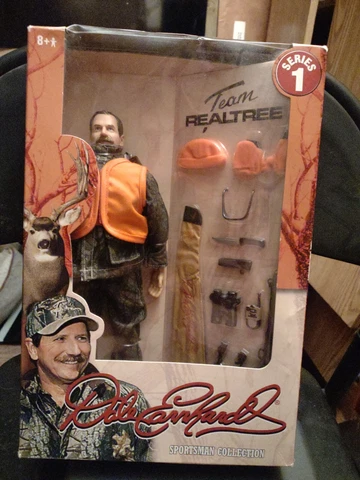 8+
SERIES
1
Team
REALTREE
Dale Earnhardt
SPORTSMAN COLLECTION